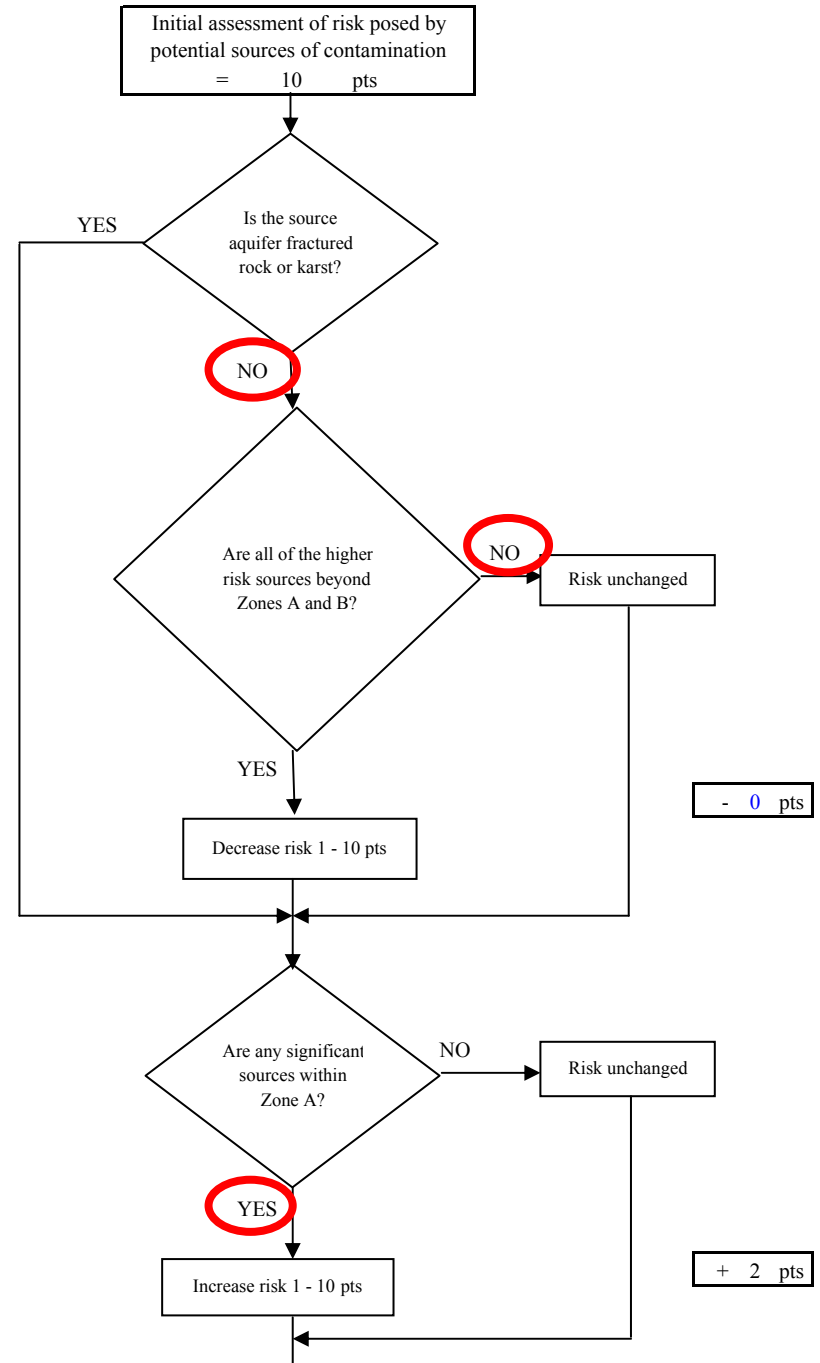 Initial assessment of risk posed by
potential sources of contamination
= 10 pts
YES
Is the source
aquifer fractured
rock or karst?
NO
Are all of the higher
risk sources beyond
Zones A and B?
NO
Risk unchanged
YES
- 0 pts
Decrease risk 1 - 10 pts
Are any significant
sources within
Zone A?
NO
Risk unchanged
YES
Increase risk 1 - 10 pts
+ 2 pts